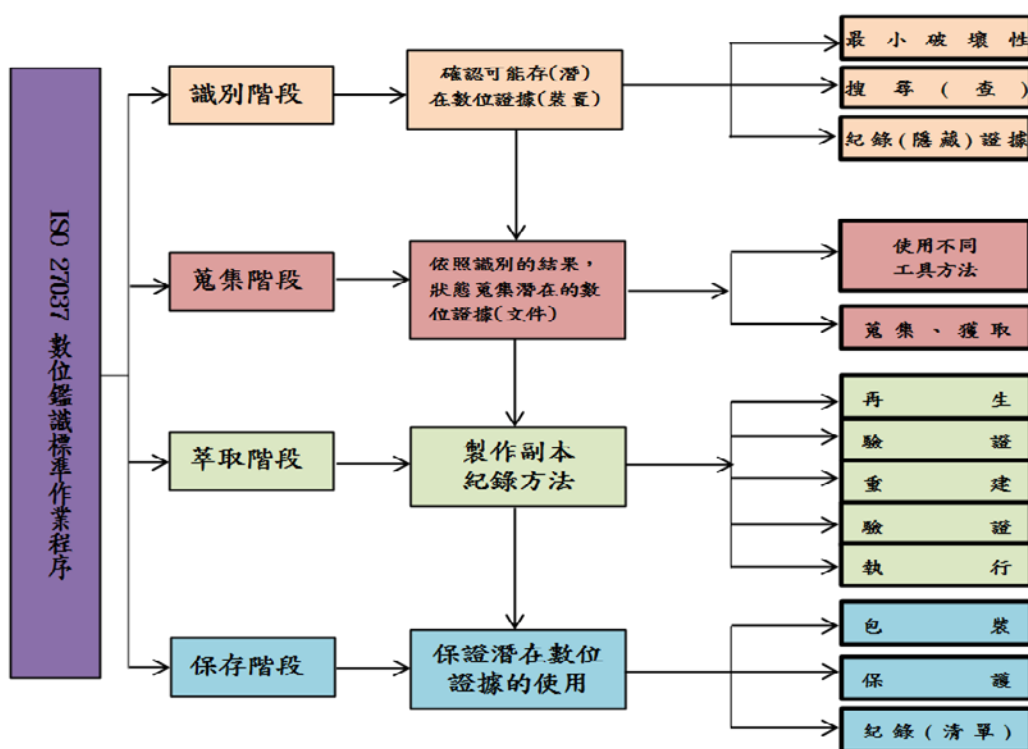 ISO 27037 數位鑑識標準作業程序
識別階段
確認可能存(潛)
在數位證據(裝置)
最小破壞性
搜尋(查)
紀錄(隱藏)證據
蒐集階段
依照識別的結果，
狀態蒐集潛在的數
位證據(文件)
使用不同
工具方法
蒐集、獲取
萃取階段
製作副本
紀錄方法
再生
驗證
重建
驗證
執行
保存階段
保證潛在數位
證據的使用
包裝
保護
紀錄(清單)